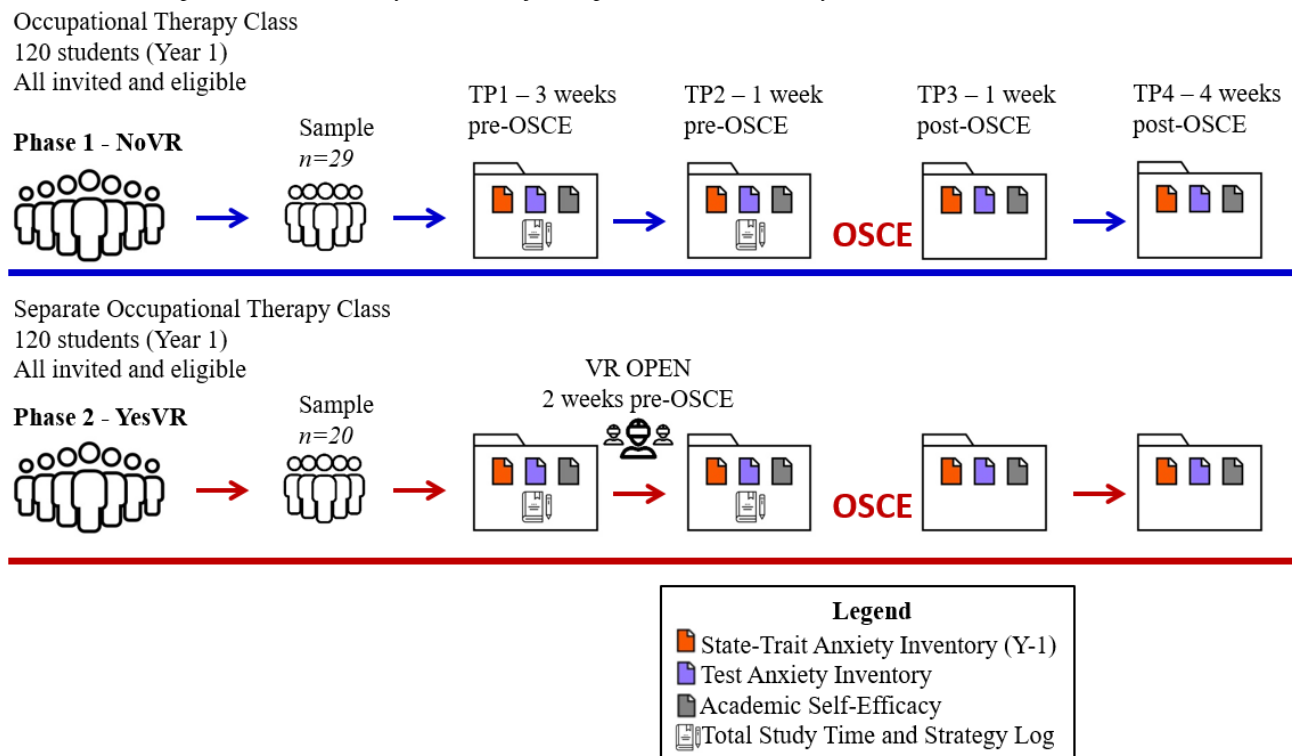 Occupational Therapy Class
120 students (Year 1)
All invited and eligible
Phase 1 - NoVR
Sample
n=29
TP1 – 3 weeks
pre-OSCE
TP2 – 1 week
pre-OSCE
TP3 – 1 week
post-OSCE
TP4 – 4 weeks
post-OSCE
OSCE
Separate Occupational Therapy Class
120 students (Year 1)
All invited and eligible
Phase 2 - YesVR
Sample
n=20
VR OPEN
2 weeks pre-OSCE
OSCE
Legend
State-Trait Anxiety Inventory (Y-1)
Test Anxiety Inventory
Academic Self-Efficacy
Total Study Time and Strategy Log